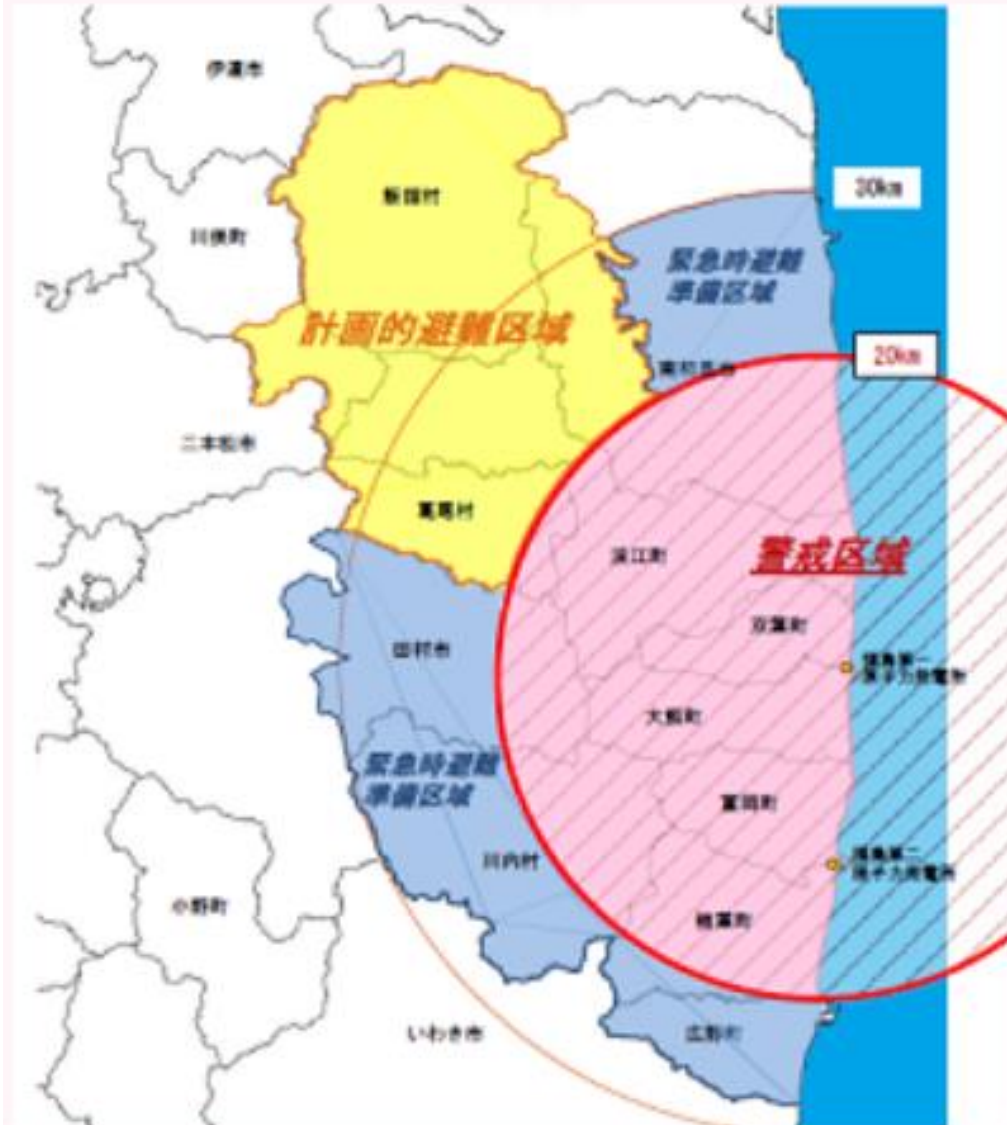 伊達市
飯舘村
30km
川俣町
緊急時避難
準備区域
計画的避難区域
20km
南相馬市
二本松市
葛尾村
浪江町
警戒区域
双葉町
田村市
福島第一
原子力発電所
大熊町
緊急時避難
準備区域
富岡町
川内村
福島第二
原子力発電所
小野町
楢葉町
いわき市
広野町